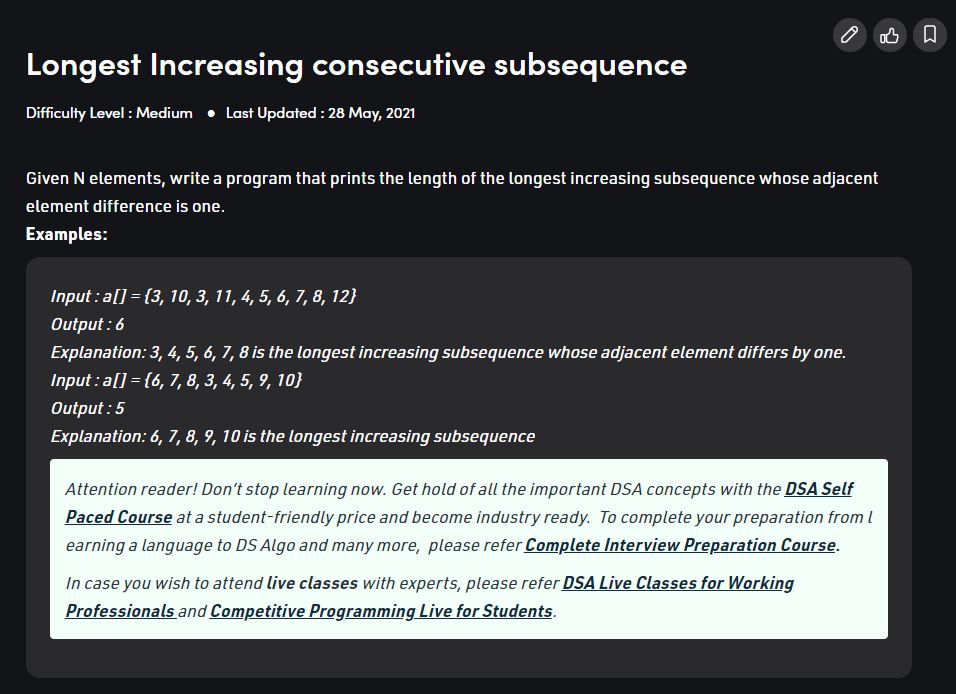 Longest Increasing consecutive subsequence
Difficulty Level : Medium ● Last Updated : 28 May, 2021
Given N elements, write a program that prints the length of the longest increasing subsequence whose adjacent
element difference is one.
Examples:
Input : a[] = {3, 10, 3, 11, 4, 5, 6, 7, 8, 12}
Output : 6
Explanation: 3, 4, 5, 6, 7, 8 is the longest increasing subsequence whose adjacent element differs by one.
Input : a[] = {6, 7, 8, 3, 4, 5, 9, 10}
Output : 5
Explanation: 6, 7, 8, 9, 10 is the longest increasing subsequence
Attention reader! Don’t stop learning now. Get hold of all the important DSA concepts with the DSA Self
Paced Course at a student-friendly price and become industry ready.  To complete your preparation from l
earning a language to DS Algo and many more,  please refer Complete Interview Preparation Course.
In case you wish to attend live classes with experts, please refer DSA Live Classes for Working
Professionals and Competitive Programming Live for Students.